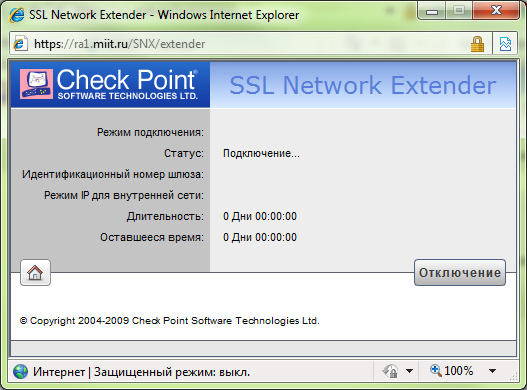 SSL Network Extender - Windows Internet Explorer
https://ra1.miit.ru/SNX/extender
Check Point®
SOFTWARE TECHNOLOGIES LTD.
SSL Network Extender
Режим подключения:
Статус: Подключение...
Идентификационный номер шлюза:
Режим IP для внутренней сети:
Длительность: 0 Дни 00:00:00
Оставшееся время: 0 Дни 00:00:00
Отключение
© Copyright 2004-2009 Check Point Software Technologies Ltd.
Интернет | Защищенный режим: выкл. 100%